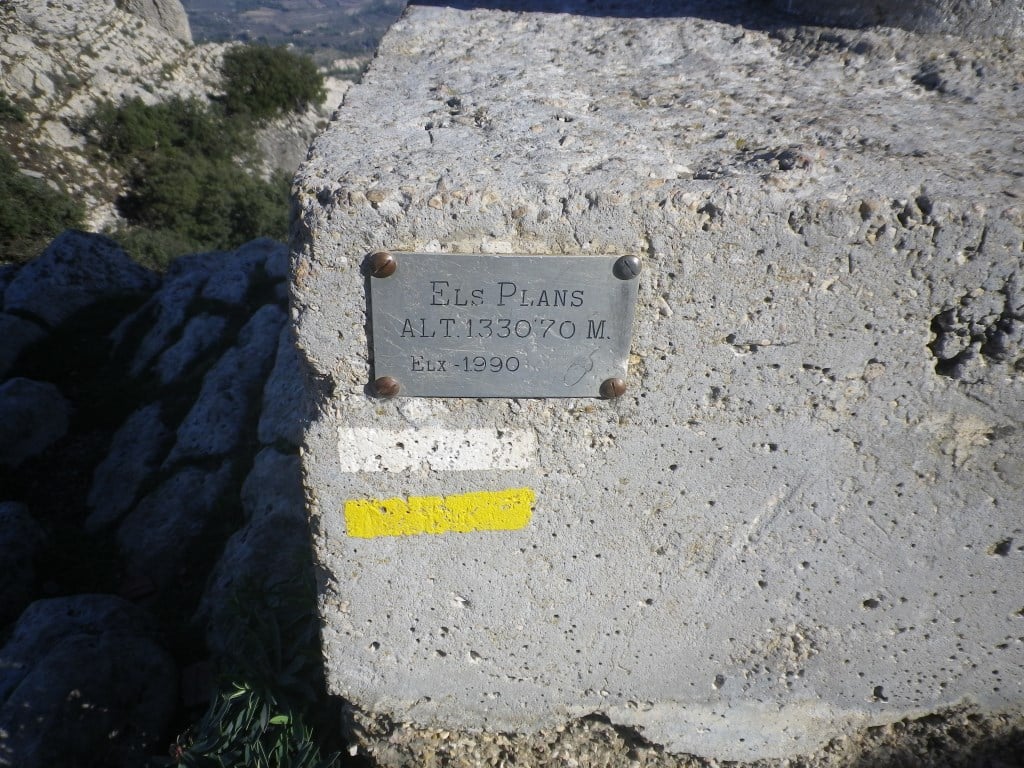 ELS PLANS
ALT. 1330'70 M.
ELX - 1990